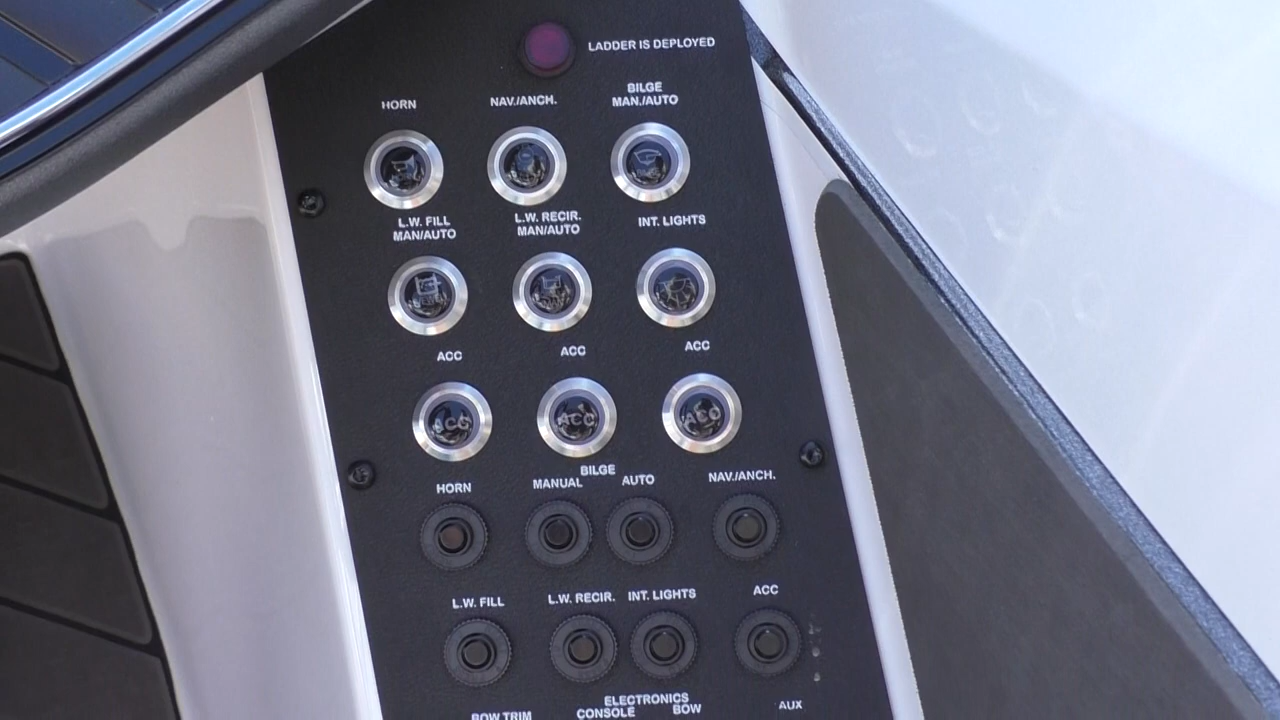 LADDER IS DEPLOYED
HORN
NAV./ANCH.
BILGE
MAN./AUTO
L.W. FILL
MAN/AUTO
L.W. RECIR.
MAN/AUTO
INT. LIGHTS
ACC
ACC
ACC
ACC
ACC
ACC
HORN
BILGE
MANUAL
AUTO
NAV./ANCH.
L.W. FILL
L.W. RECIR.
INT. LIGHTS
ACC
ELECTRONICS
BOW TRIM
CONSOLE
BOW
AUX